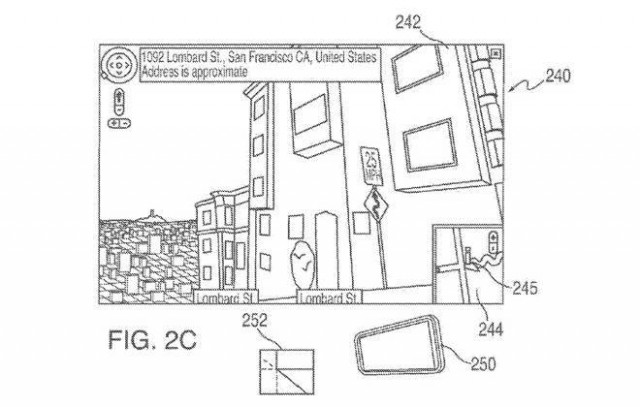 242
240
1092 Lombard St., San Francisco CA, United States
Address is approximate
25
MPH
245
Lombard St.
Lombard St.
244
FIG. 2C
252
250